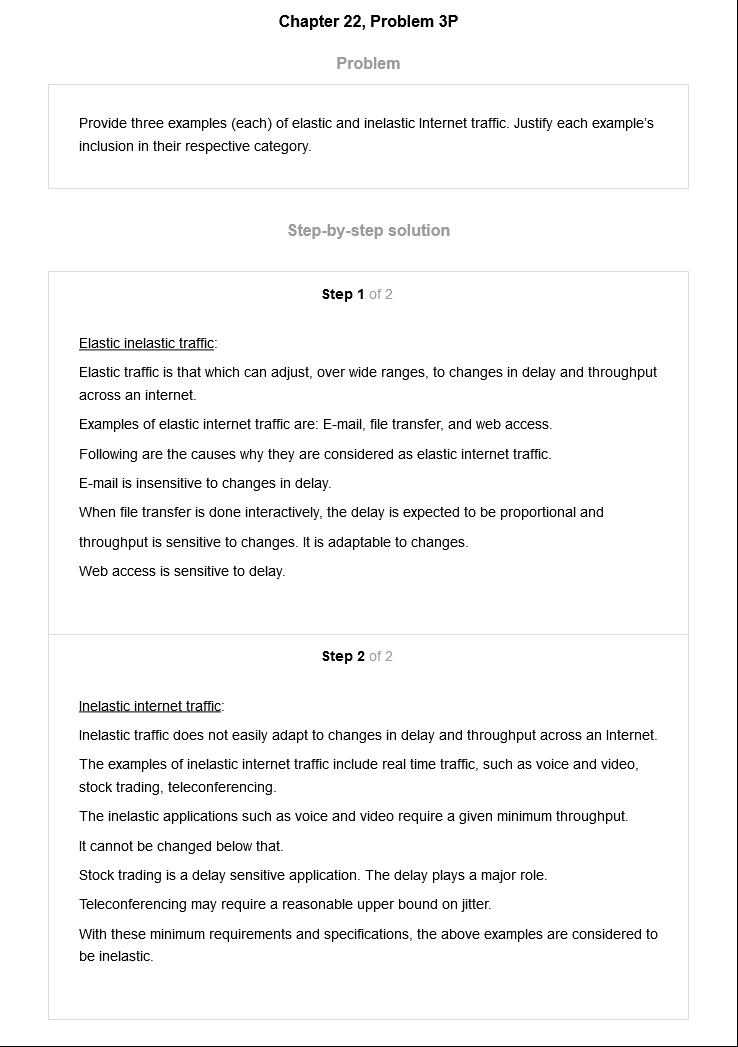 Chapter 22, Problem 3P
Problem
Provide three examples (each) of elastic and inelastic Internet traffic. Justify each example's
inclusion in their respective category.
Step-by-step solution
Step 1 of 2
Elastic inelastic traffic:
Elastic traffic is that which can adjust, over wide ranges, to changes in delay and throughput
across an internet.
Examples of elastic internet traffic are: E-mail, file transfer, and web access.
Following are the causes why they are considered as elastic internet traffic.
E-mail is insensitive to changes in delay.
When file transfer is done interactively, the delay is expected to be proportional and
throughput is sensitive to changes. It is adaptable to changes.
Web access is sensitive to delay.
Step 2 of 2
Inelastic internet traffic:
Inelastic traffic does not easily adapt to changes in delay and throughput across an Internet.
The examples of inelastic internet traffic include real time traffic, such as voice and video,
stock trading, teleconferencing.
The inelastic applications such as voice and video require a given minimum throughput.
It cannot be changed below that.
Stock trading is a delay sensitive application. The delay plays a major role.
Teleconferencing may require a reasonable upper bound on jitter.
With these minimum requirements and specifications, the above examples are considered to
be inelastic.